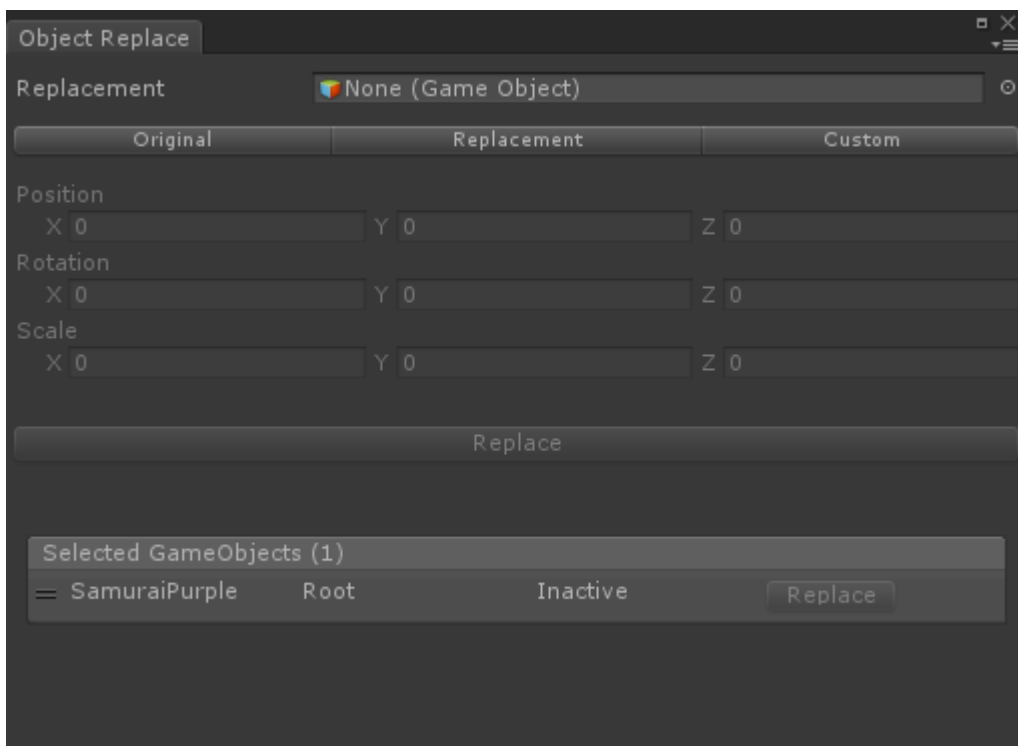 Object Replace
Replacement None (Game Object)
Original Replacement Custom
Position
X 0 Y 0 Z 0
Rotation
X 0 Y 0 Z 0
Scale
X 0 Y 0 Z 0
Replace
Selected GameObjects (1)
SamuraiPurple Root Inactive Replace